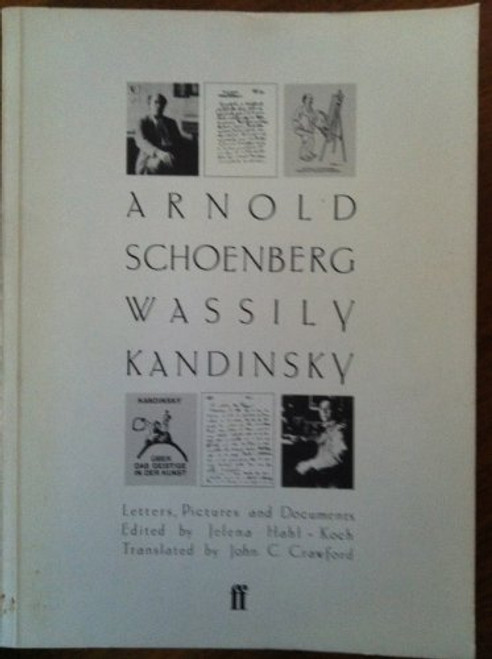 ARNOLD
SCHOENBERG
WASSILY
KANDINSKY
KANDINSKY
ÜBER
DAS GEISTIGE
IN DER KUNST
Letters, Pictures and Documents
Edited by Jelena Hahl-Koch
Translated by John C Crawford
ff